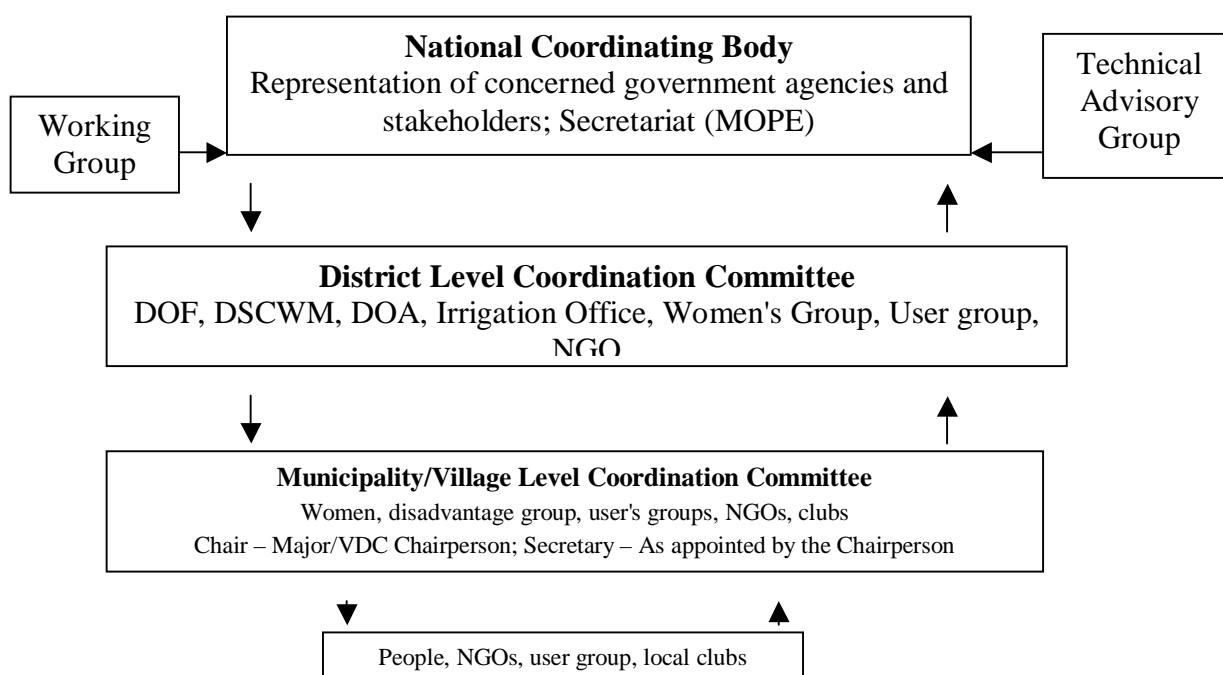 National Coordinating Body
Representation of concerned government agencies and
stakeholders; Secretariat (MOPE)
Working
Group
Technical
Advisory
Group
District Level Coordination Committee
DOF, DSCWM, DOA, Irrigation Office, Women's Group, User group,
NGO
Municipality/Village Level Coordination Committee
Women, disadvantage group, user's groups, NGOs, clubs
Chair – Major/VDC Chairperson; Secretary – As appointed by the Chairperson
People, NGOs, user group, local clubs